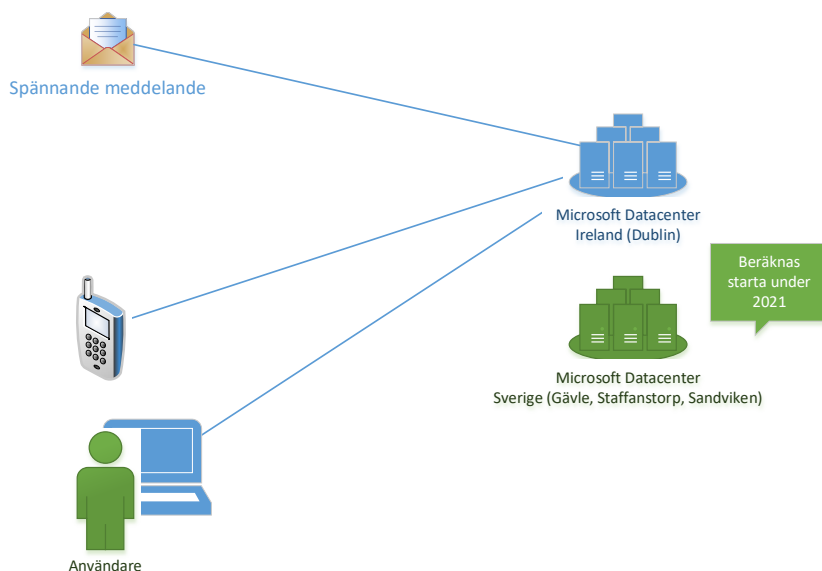 Spännande meddelande
Microsoft Datacenter
Ireland (Dublin)
Beräknas
starta under
2021
Microsoft Datacenter
Sverige (Gävle, Staffanstorp, Sandviken)
Användare